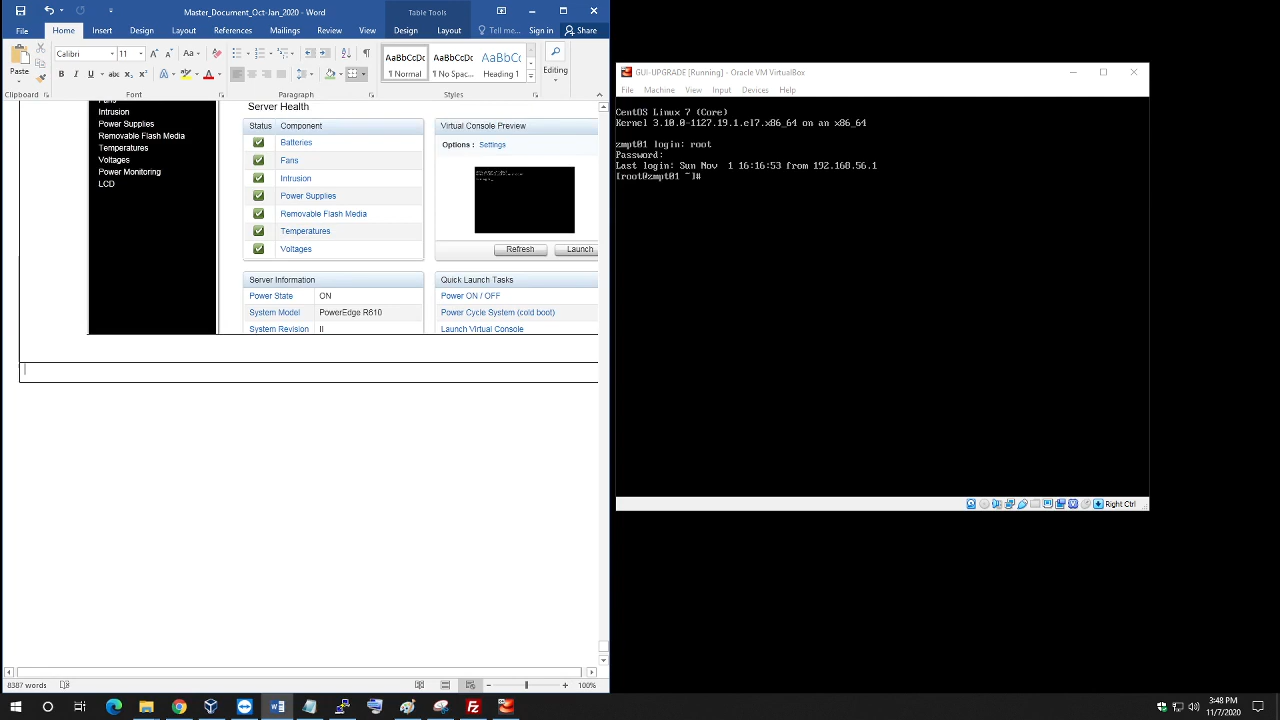 Master_Document_Oct-Jan_2020 - Word
Table Tools
File
Home
Insert
Design
Layout
References
Mailings
Review
View
Design
Layout
Tell me...
Sign in
Share
Paste
Calibri
11
B I U abc x₂ x²
Aa
AaBbCcDc
¶ Normal
AaBbCcDc
¶ No Spac...
AaBbCc
Heading 1
Editing
Clipboard
Font
Paragraph
Styles
Intrusion
Power Supplies
Removable Flash Media
Temperatures
Voltages
Power Monitoring
LCD
Server Health
Status
Component
Batteries
Fans
Intrusion
Power Supplies
Removable Flash Media
Temperatures
Voltages
Virtual Console Preview
Options : Settings
Refresh
Launch
Server Information
Power State
ON
System Model
PowerEdge R610
System Revision
II
Quick Launch Tasks
Power ON / OFF
Power Cycle System (cold boot)
Launch Virtual Console
8387 words
100%
GUI-UPGRADE [Running] - Oracle VM VirtualBox
File
Machine
View
Input
Devices
Help
CentOS Linux 7 (Core)
Kernel 3.10.0-1127.19.1.el7.x86_64 on an x86_64
zmpt01 login: root
Password:
Last login: Sun Nov  1 16:16:53 from 192.168.56.1
[root@zmpt01 ~]#
Right Ctrl
3:48 PM
11/7/2020